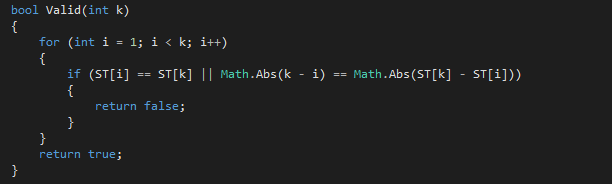 bool Valid(int k)
{
    for (int i = 1; i < k; i++)
    {
        if (ST[i] == ST[k] || Math.Abs(k - i) == Math.Abs(ST[k] - ST[i]))
        {
            return false;
        }
    }
    return true;
}